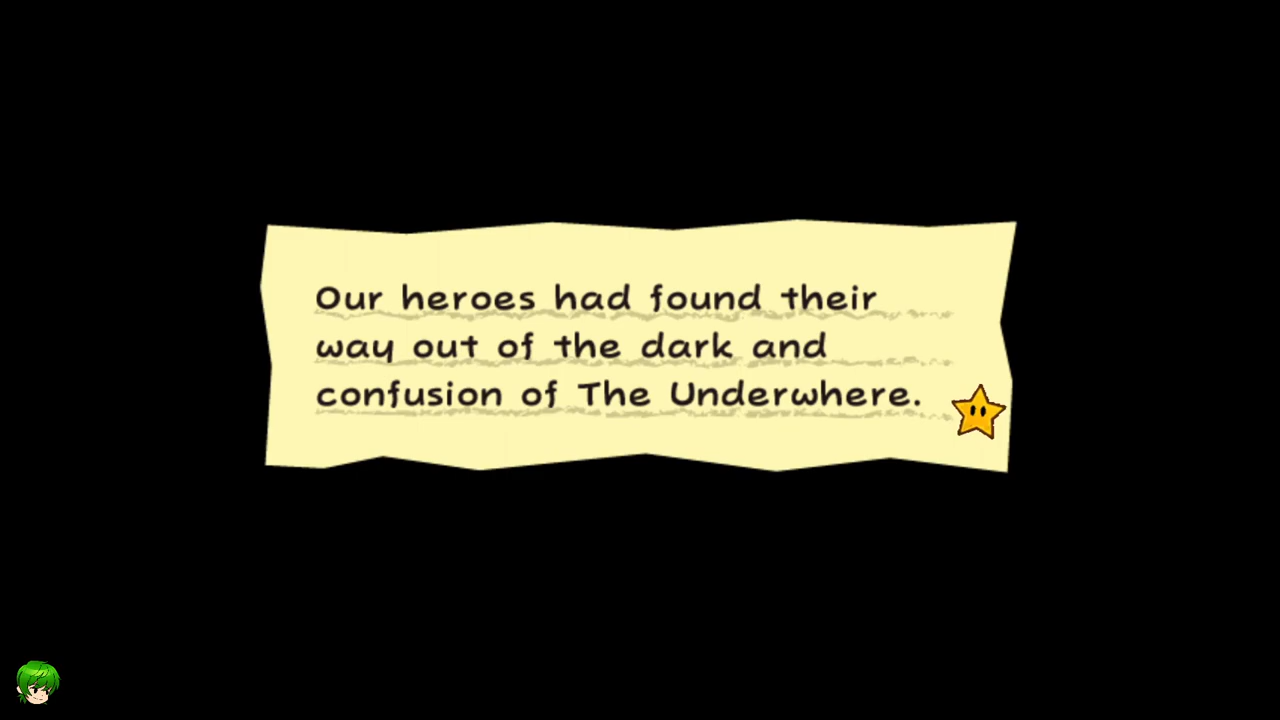 Our heroes had found their
way out of the dark and
confusion of The Underwhere.